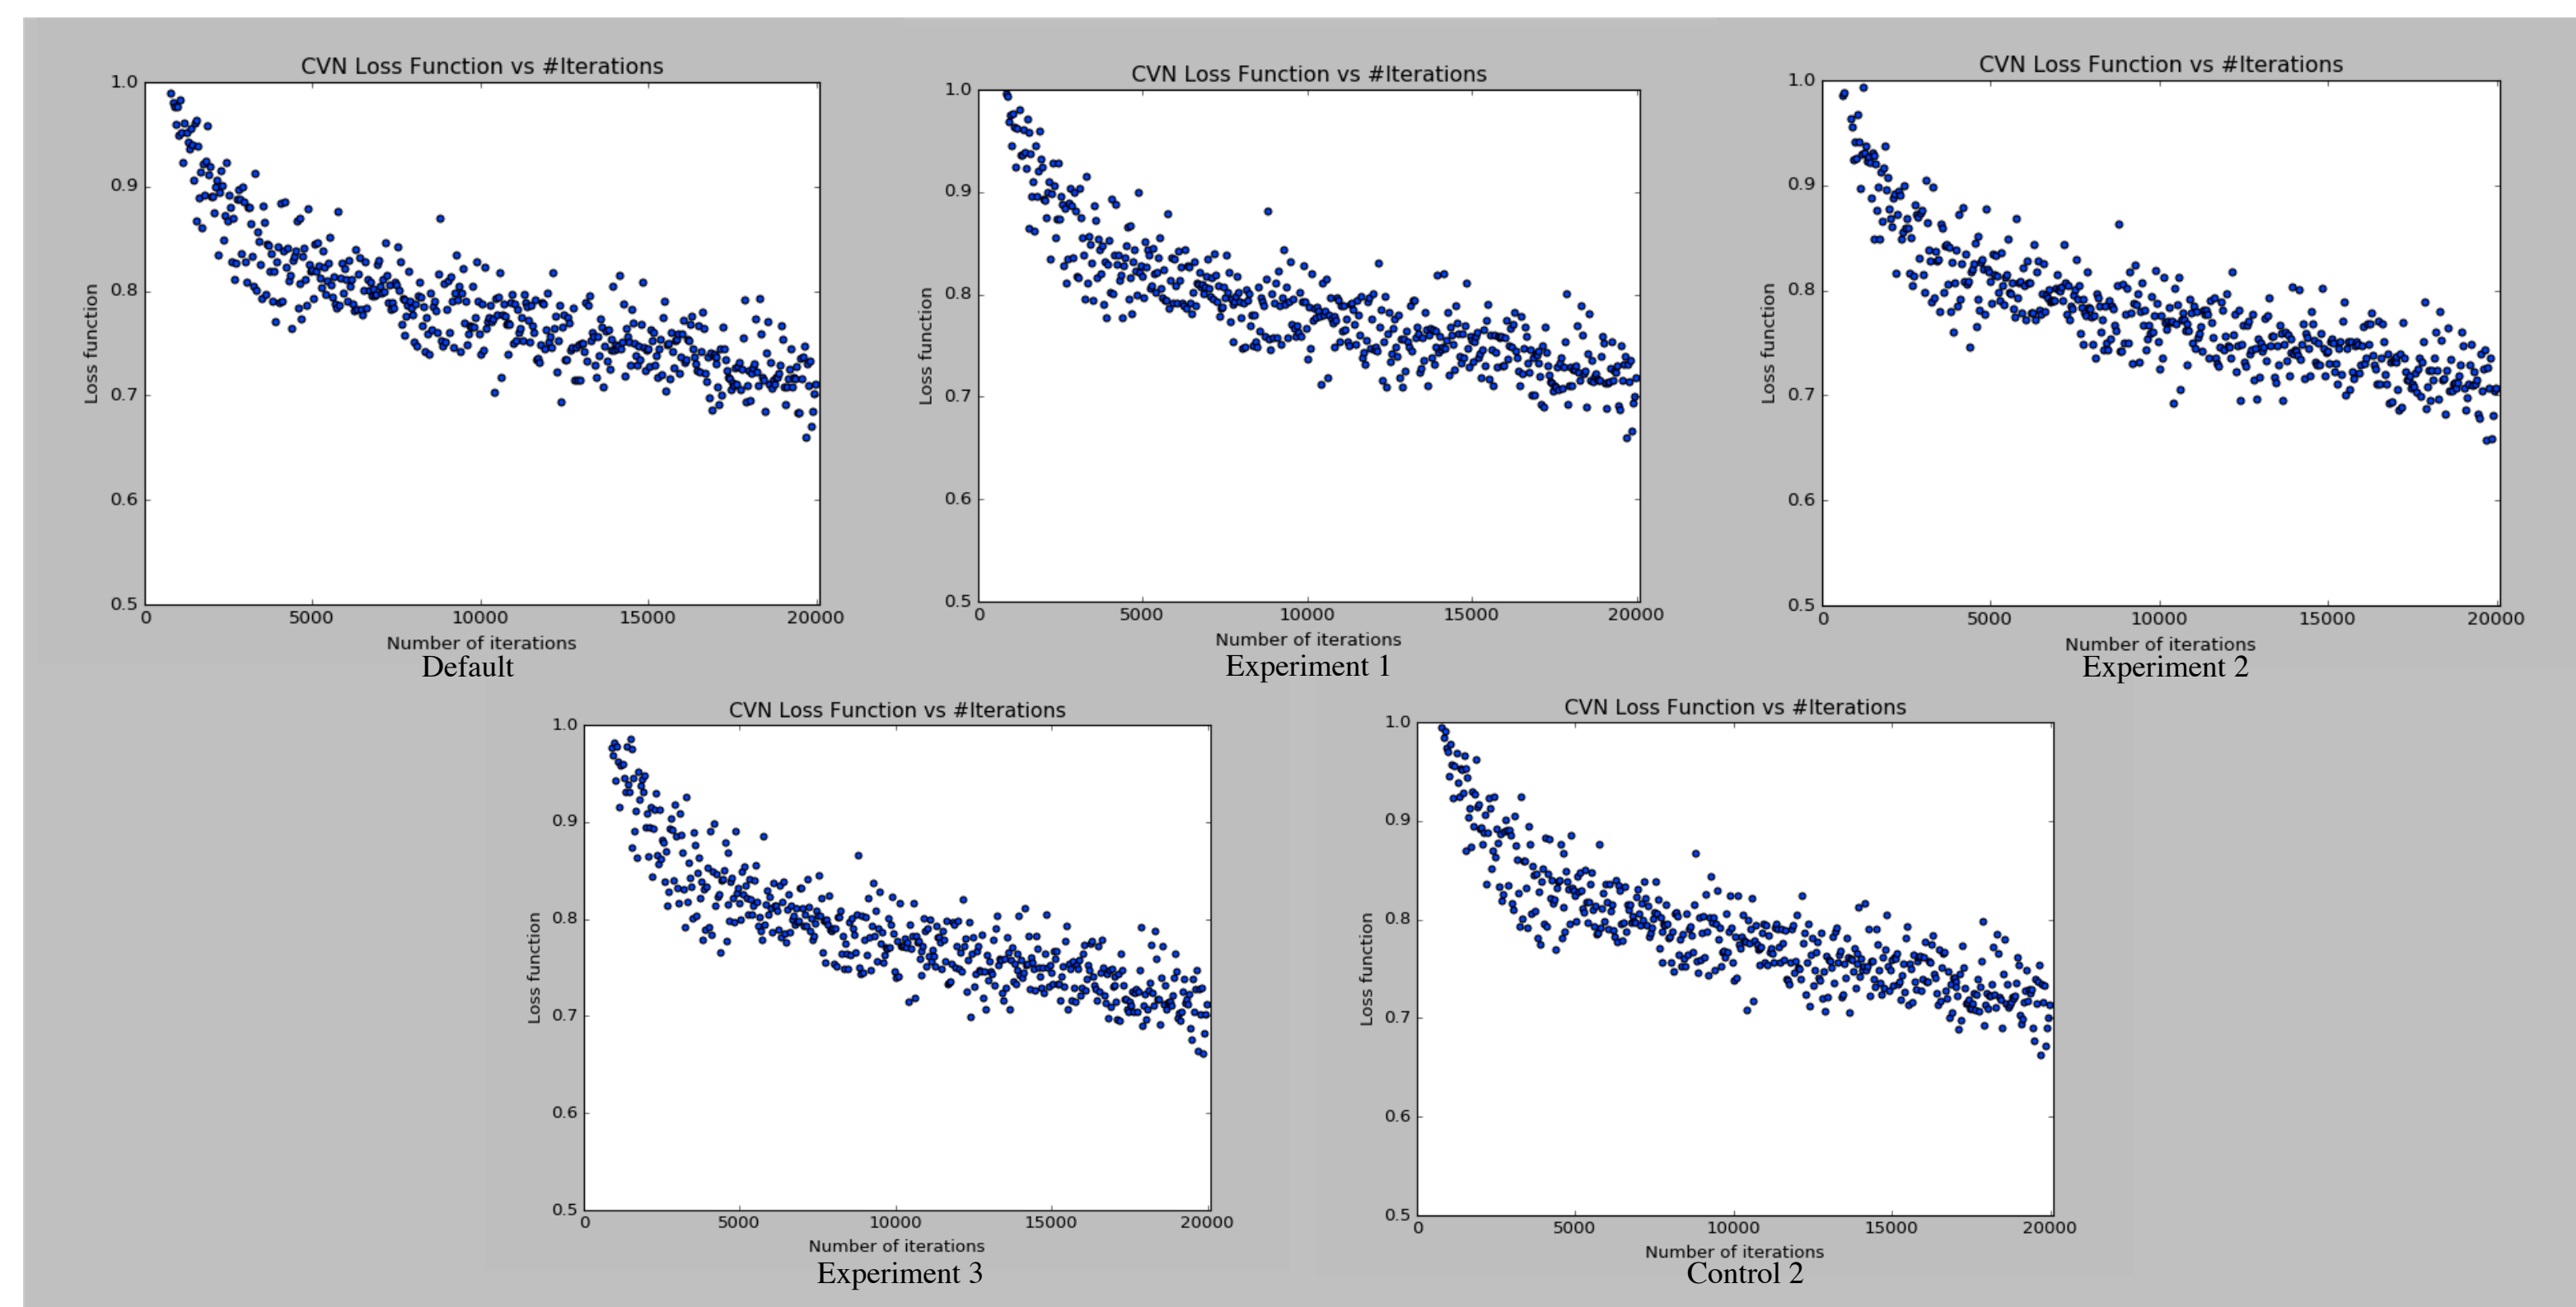 CVN Loss Function vs #Iterations
1.0
0.9
0.8
0.7
0.6
0.5
Loss function
0 5000 10000 15000 20000
Number of iterations
Default
CVN Loss Function vs #Iterations
1.0
0.9
0.8
0.7
0.6
0.5
Loss function
0 5000 10000 15000 20000
Number of iterations
Experiment 1
CVN Loss Function vs #Iterations
1.0
0.9
0.8
0.7
0.6
0.5
Loss function
0 5000 10000 15000 20000
Number of iterations
Experiment 2
CVN Loss Function vs #Iterations
1.0
0.9
0.8
0.7
0.6
0.5
Loss function
0 5000 10000 15000 20000
Number of iterations
Experiment 3
CVN Loss Function vs #Iterations
1.0
0.9
0.8
0.7
0.6
0.5
Loss function
0 5000 10000 15000 20000
Number of iterations
Control 2